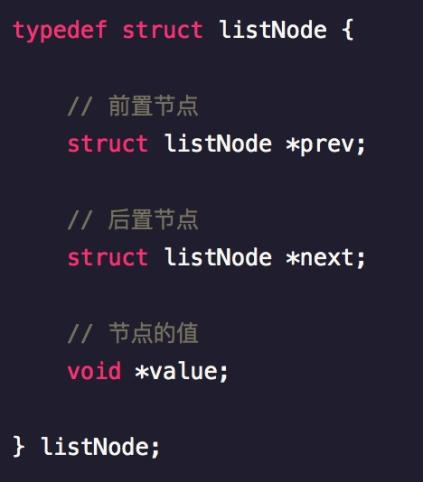 typedef struct listNode {
// 前置节点
struct listNode *prev;
// 后置节点
struct listNode *next;
// 节点的值
void *value;
} listNode;